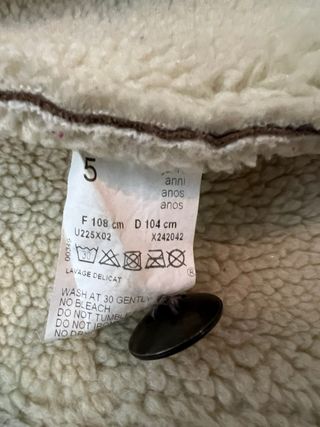 5
anni
anos
anos
F 108 cm D 104 cm
U225X02 X242042
LAVAGE DELICAT
WASH AT 30 GENTLY
NO BLEACH
DO NOT TUMBLE
DO NOT IRON